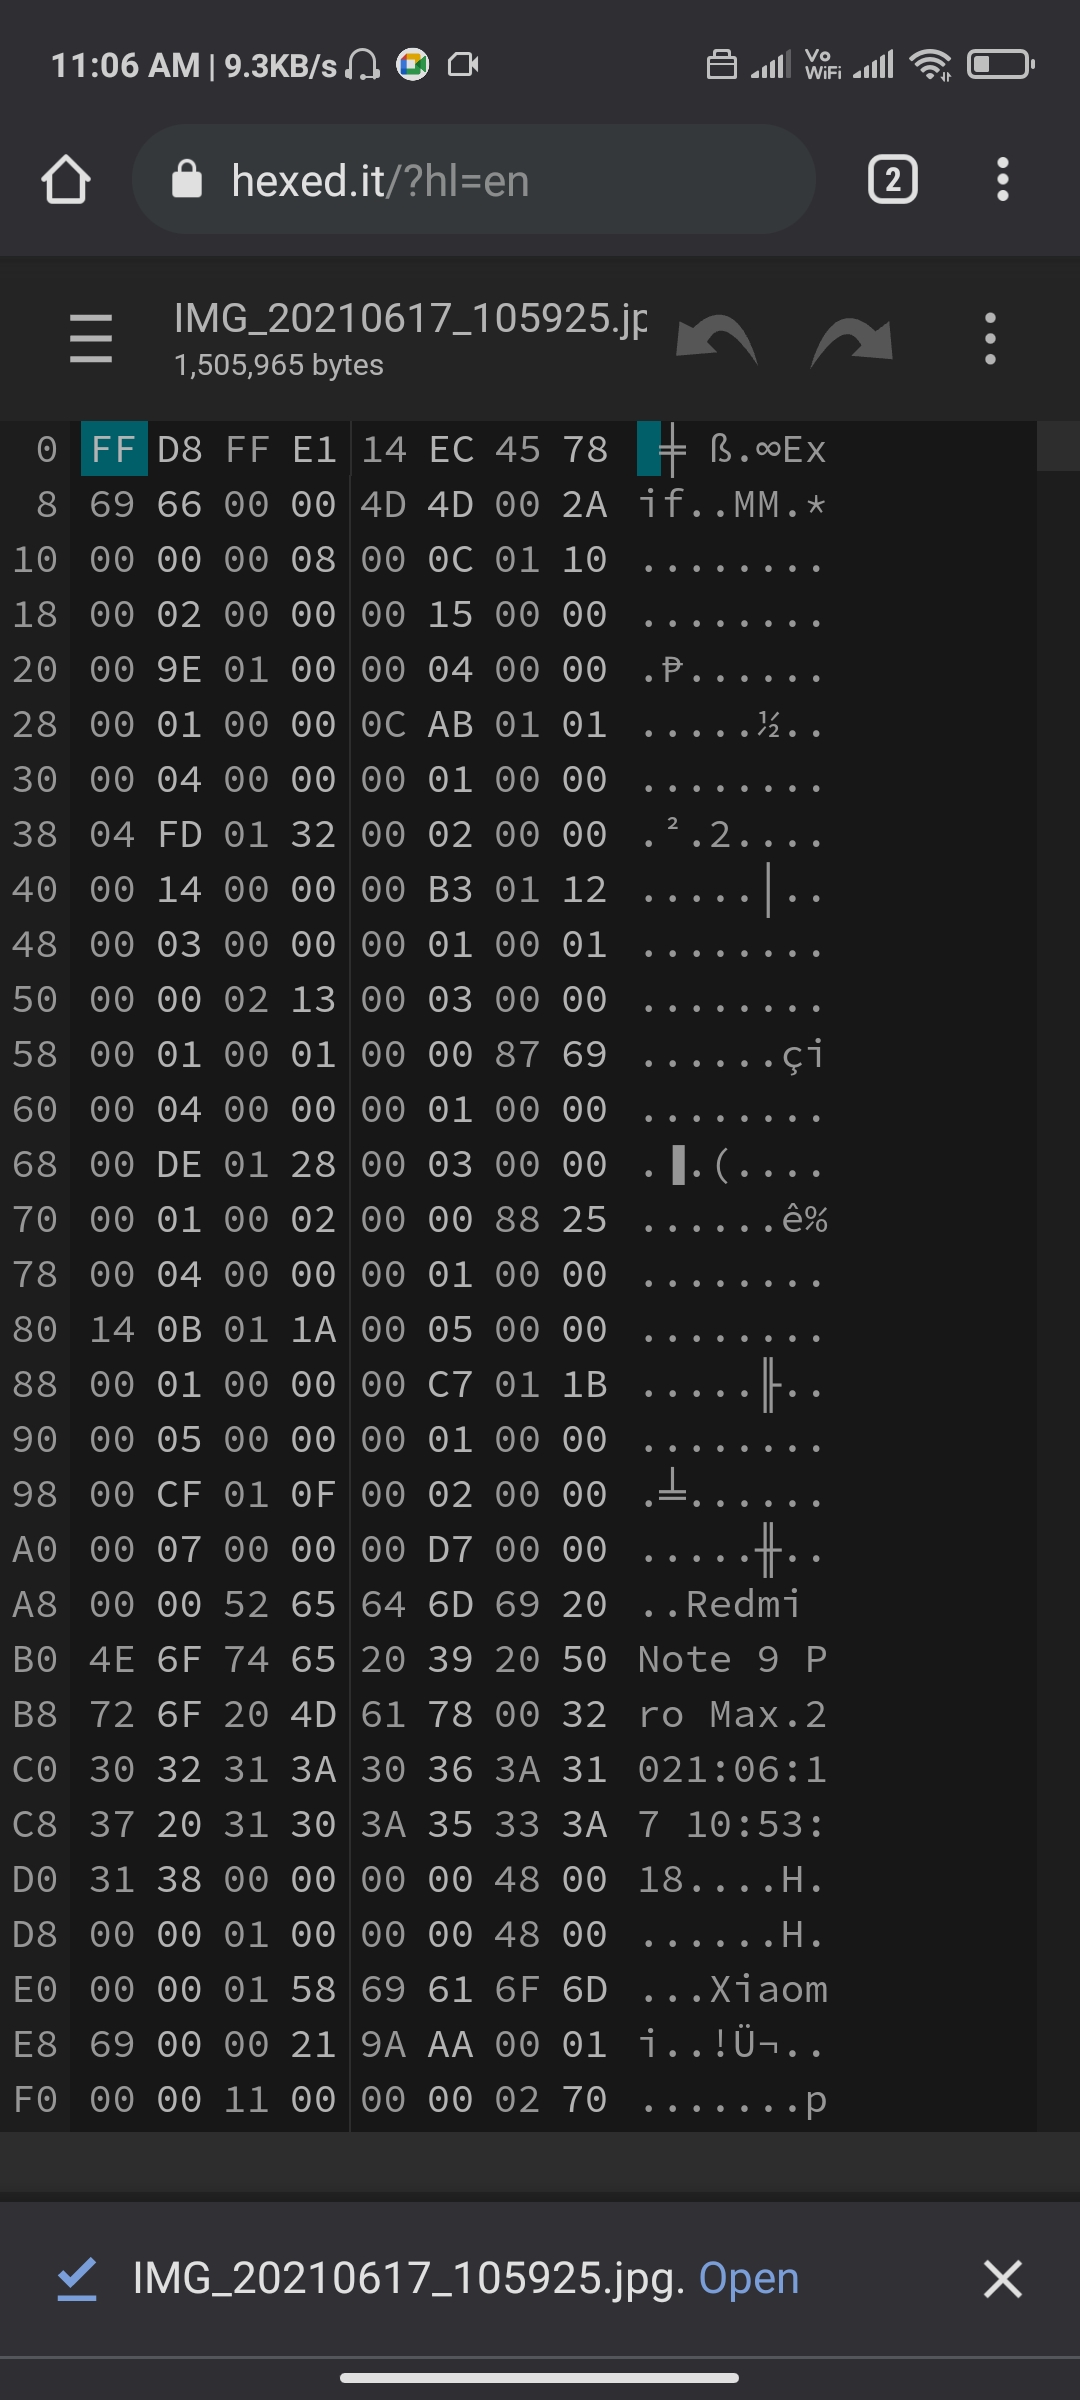 11:06 AM | 9.3KB/s Vo WiFi
hexed.it/?hl=en 2
IMG_20210617_105925.jp
1,505,965 bytes
0 FF D8 FF E1 14 EC 45 78 ╪ ß.∞Ex
8 69 66 00 00 4D 4D 00 2A if..MM.*
10 00 00 00 08 00 0C 01 10 ........
18 00 02 00 00 00 15 00 00 ........
20 00 9E 01 00 00 04 00 00 .₧......
28 00 01 00 00 0C AB 01 01 .....½..
30 00 04 00 00 00 01 00 00 ........
38 04 FD 01 32 00 02 00 00 .².2....
40 00 14 00 00 00 B3 01 12 .....│..
48 00 03 00 00 00 01 00 01 ........
50 00 00 02 13 00 03 00 00 ........
58 00 01 00 01 00 00 87 69 ......çi
60 00 04 00 00 00 01 00 00 ........
68 00 DE 01 28 00 03 00 00 .▐.(....
70 00 01 00 02 00 00 88 25 ......ê%
78 00 04 00 00 00 01 00 00 ........
80 14 0B 01 1A 00 05 00 00 ........
88 00 01 00 00 00 C7 01 1B .....╟..
90 00 05 00 00 00 01 00 00 ........
98 00 CF 01 0F 00 02 00 00 .╧......
A0 00 07 00 00 00 D7 00 00 .....╫..
A8 00 00 52 65 64 6D 69 20 ..Redmi
B0 4E 6F 74 65 20 39 20 50 Note 9 P
B8 72 6F 20 4D 61 78 00 32 ro Max.2
C0 30 32 31 3A 30 36 3A 31 021:06:1
C8 37 20 31 30 3A 35 33 3A 7 10:53:
D0 31 38 00 00 00 00 48 00 18....H.
D8 00 00 01 00 00 00 48 00 ......H.
E0 00 00 01 58 69 61 6F 6D ...Xiaom
E8 69 00 00 21 9A AA 00 01 i..!Ü¬..
F0 00 00 11 00 00 00 02 70 .......p
IMG_20210617_105925.jpg. Open